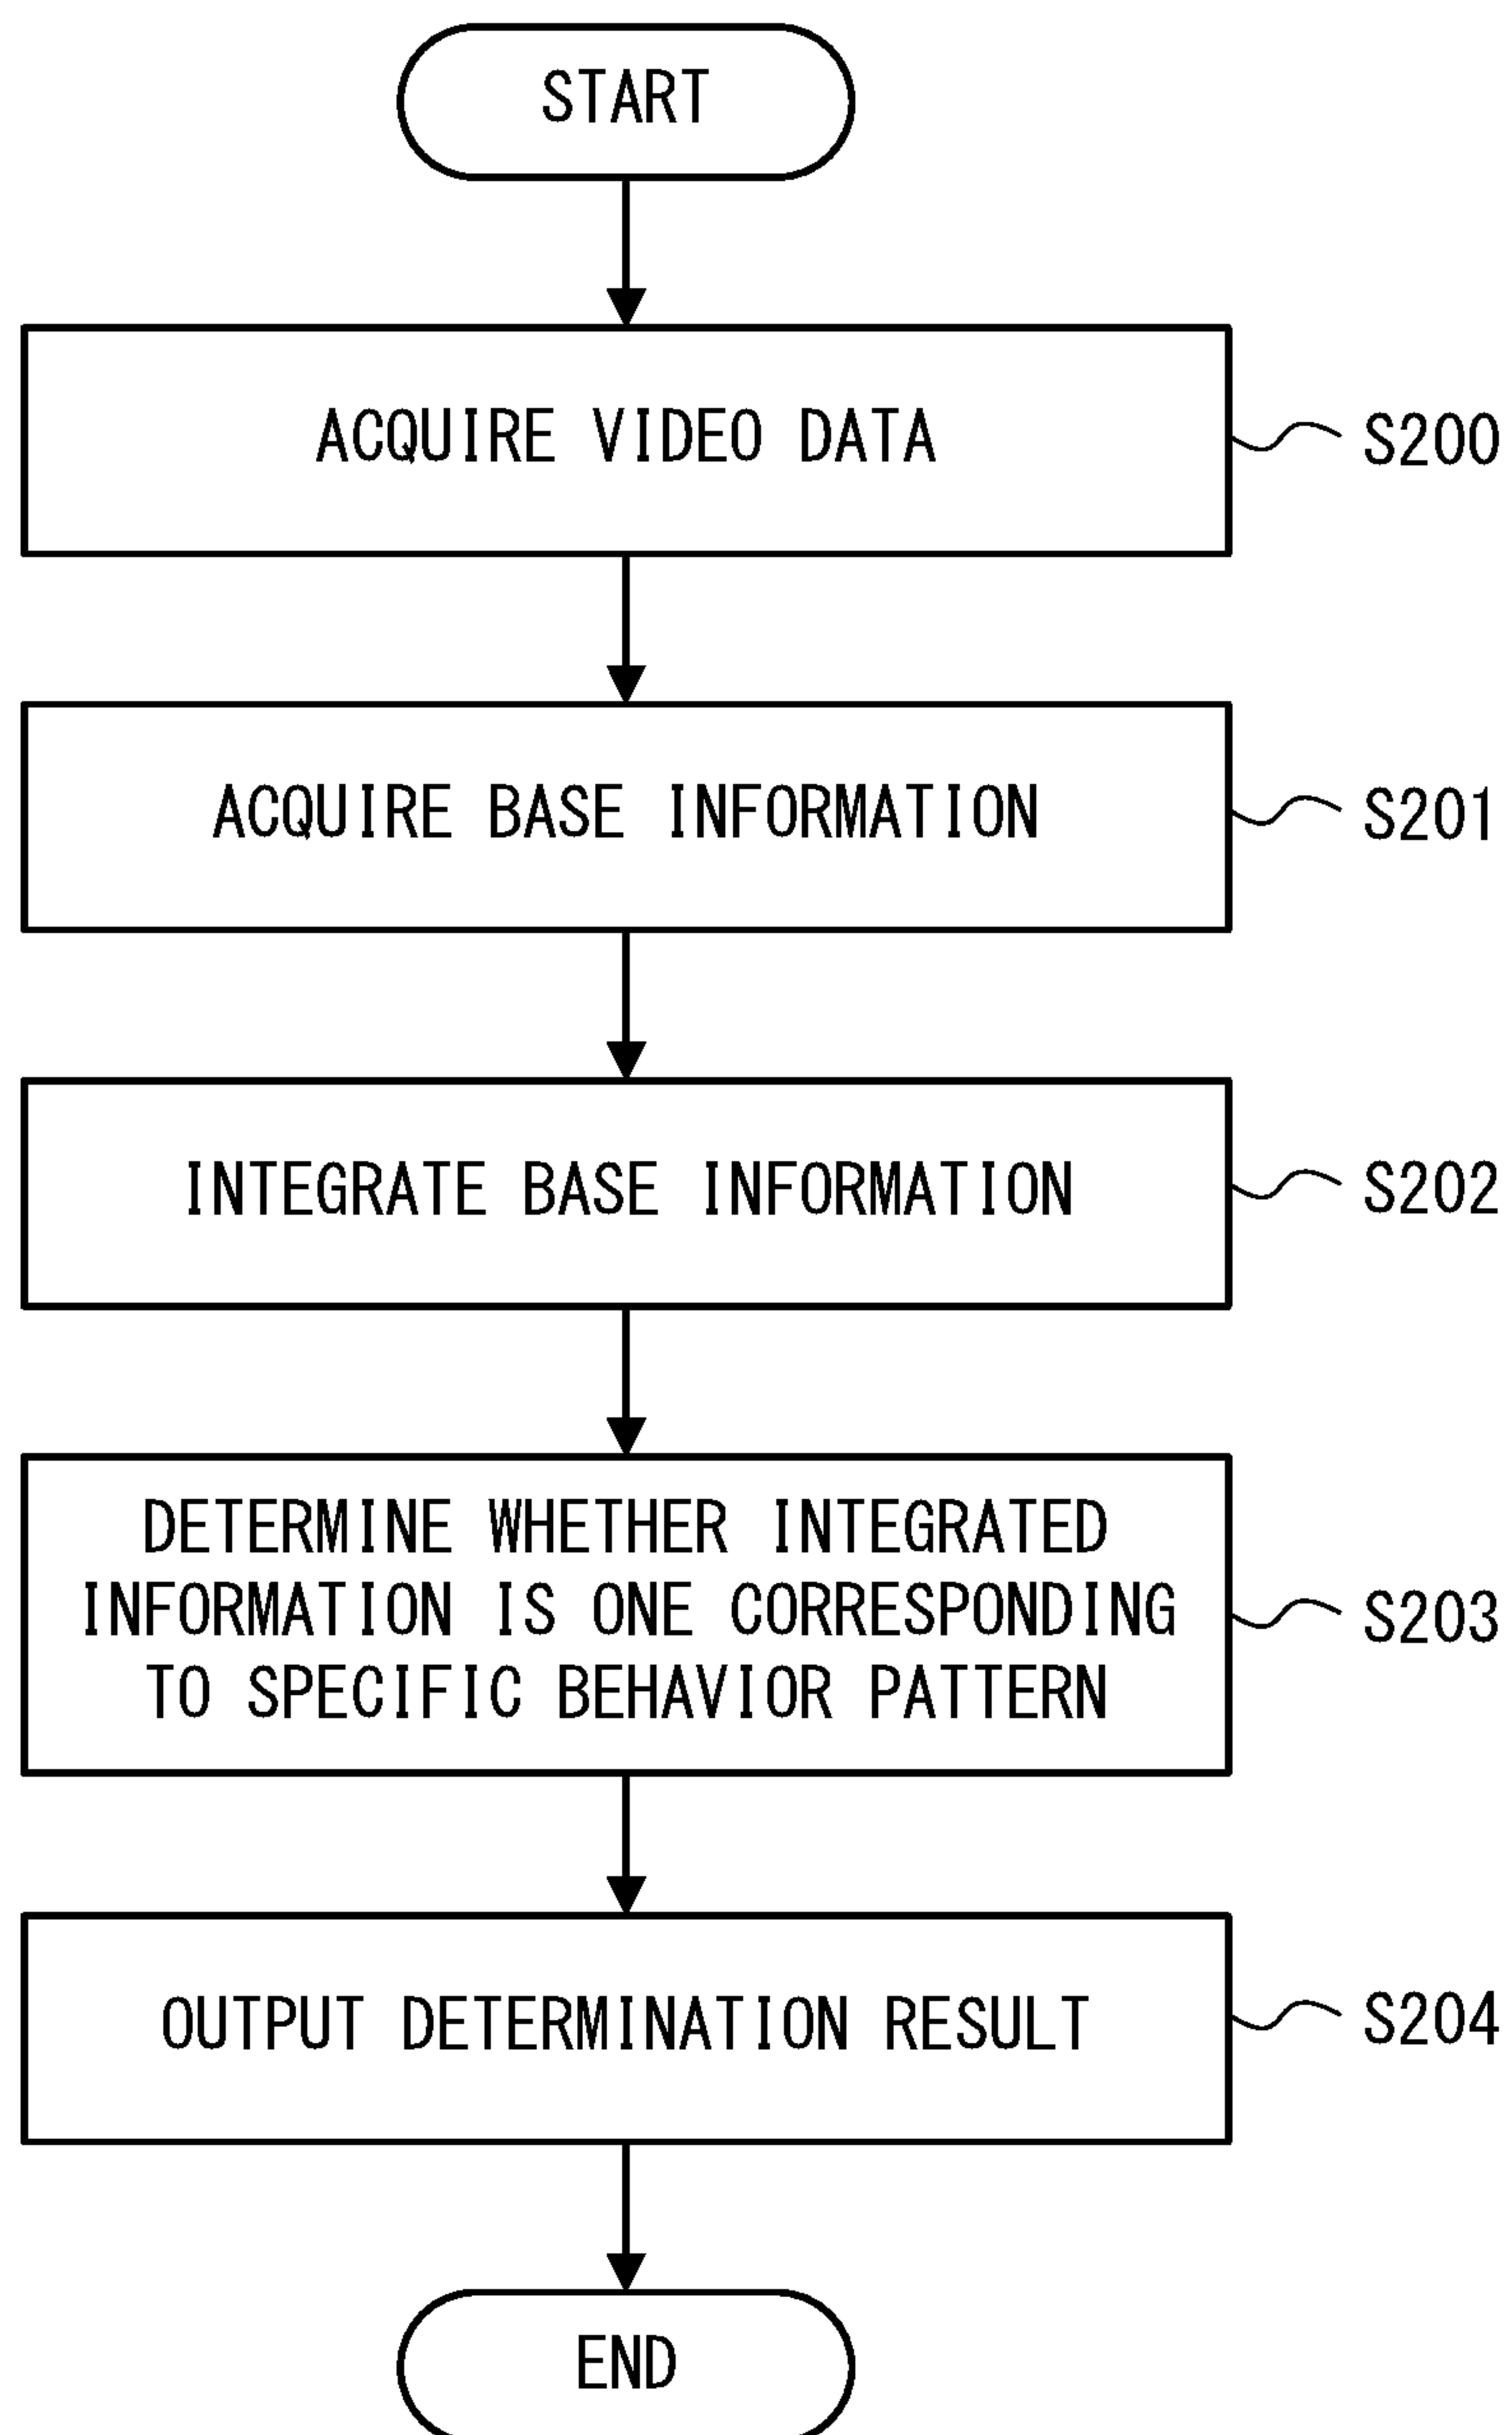 START
ACQUIRE VIDEO DATA
S200
ACQUIRE BASE INFORMATION
S201
INTEGRATE BASE INFORMATION
S202
DETERMINE WHETHER INTEGRATED
INFORMATION IS ONE CORRESPONDING
TO SPECIFIC BEHAVIOR PATTERN
S203
OUTPUT DETERMINATION RESULT
S204
END